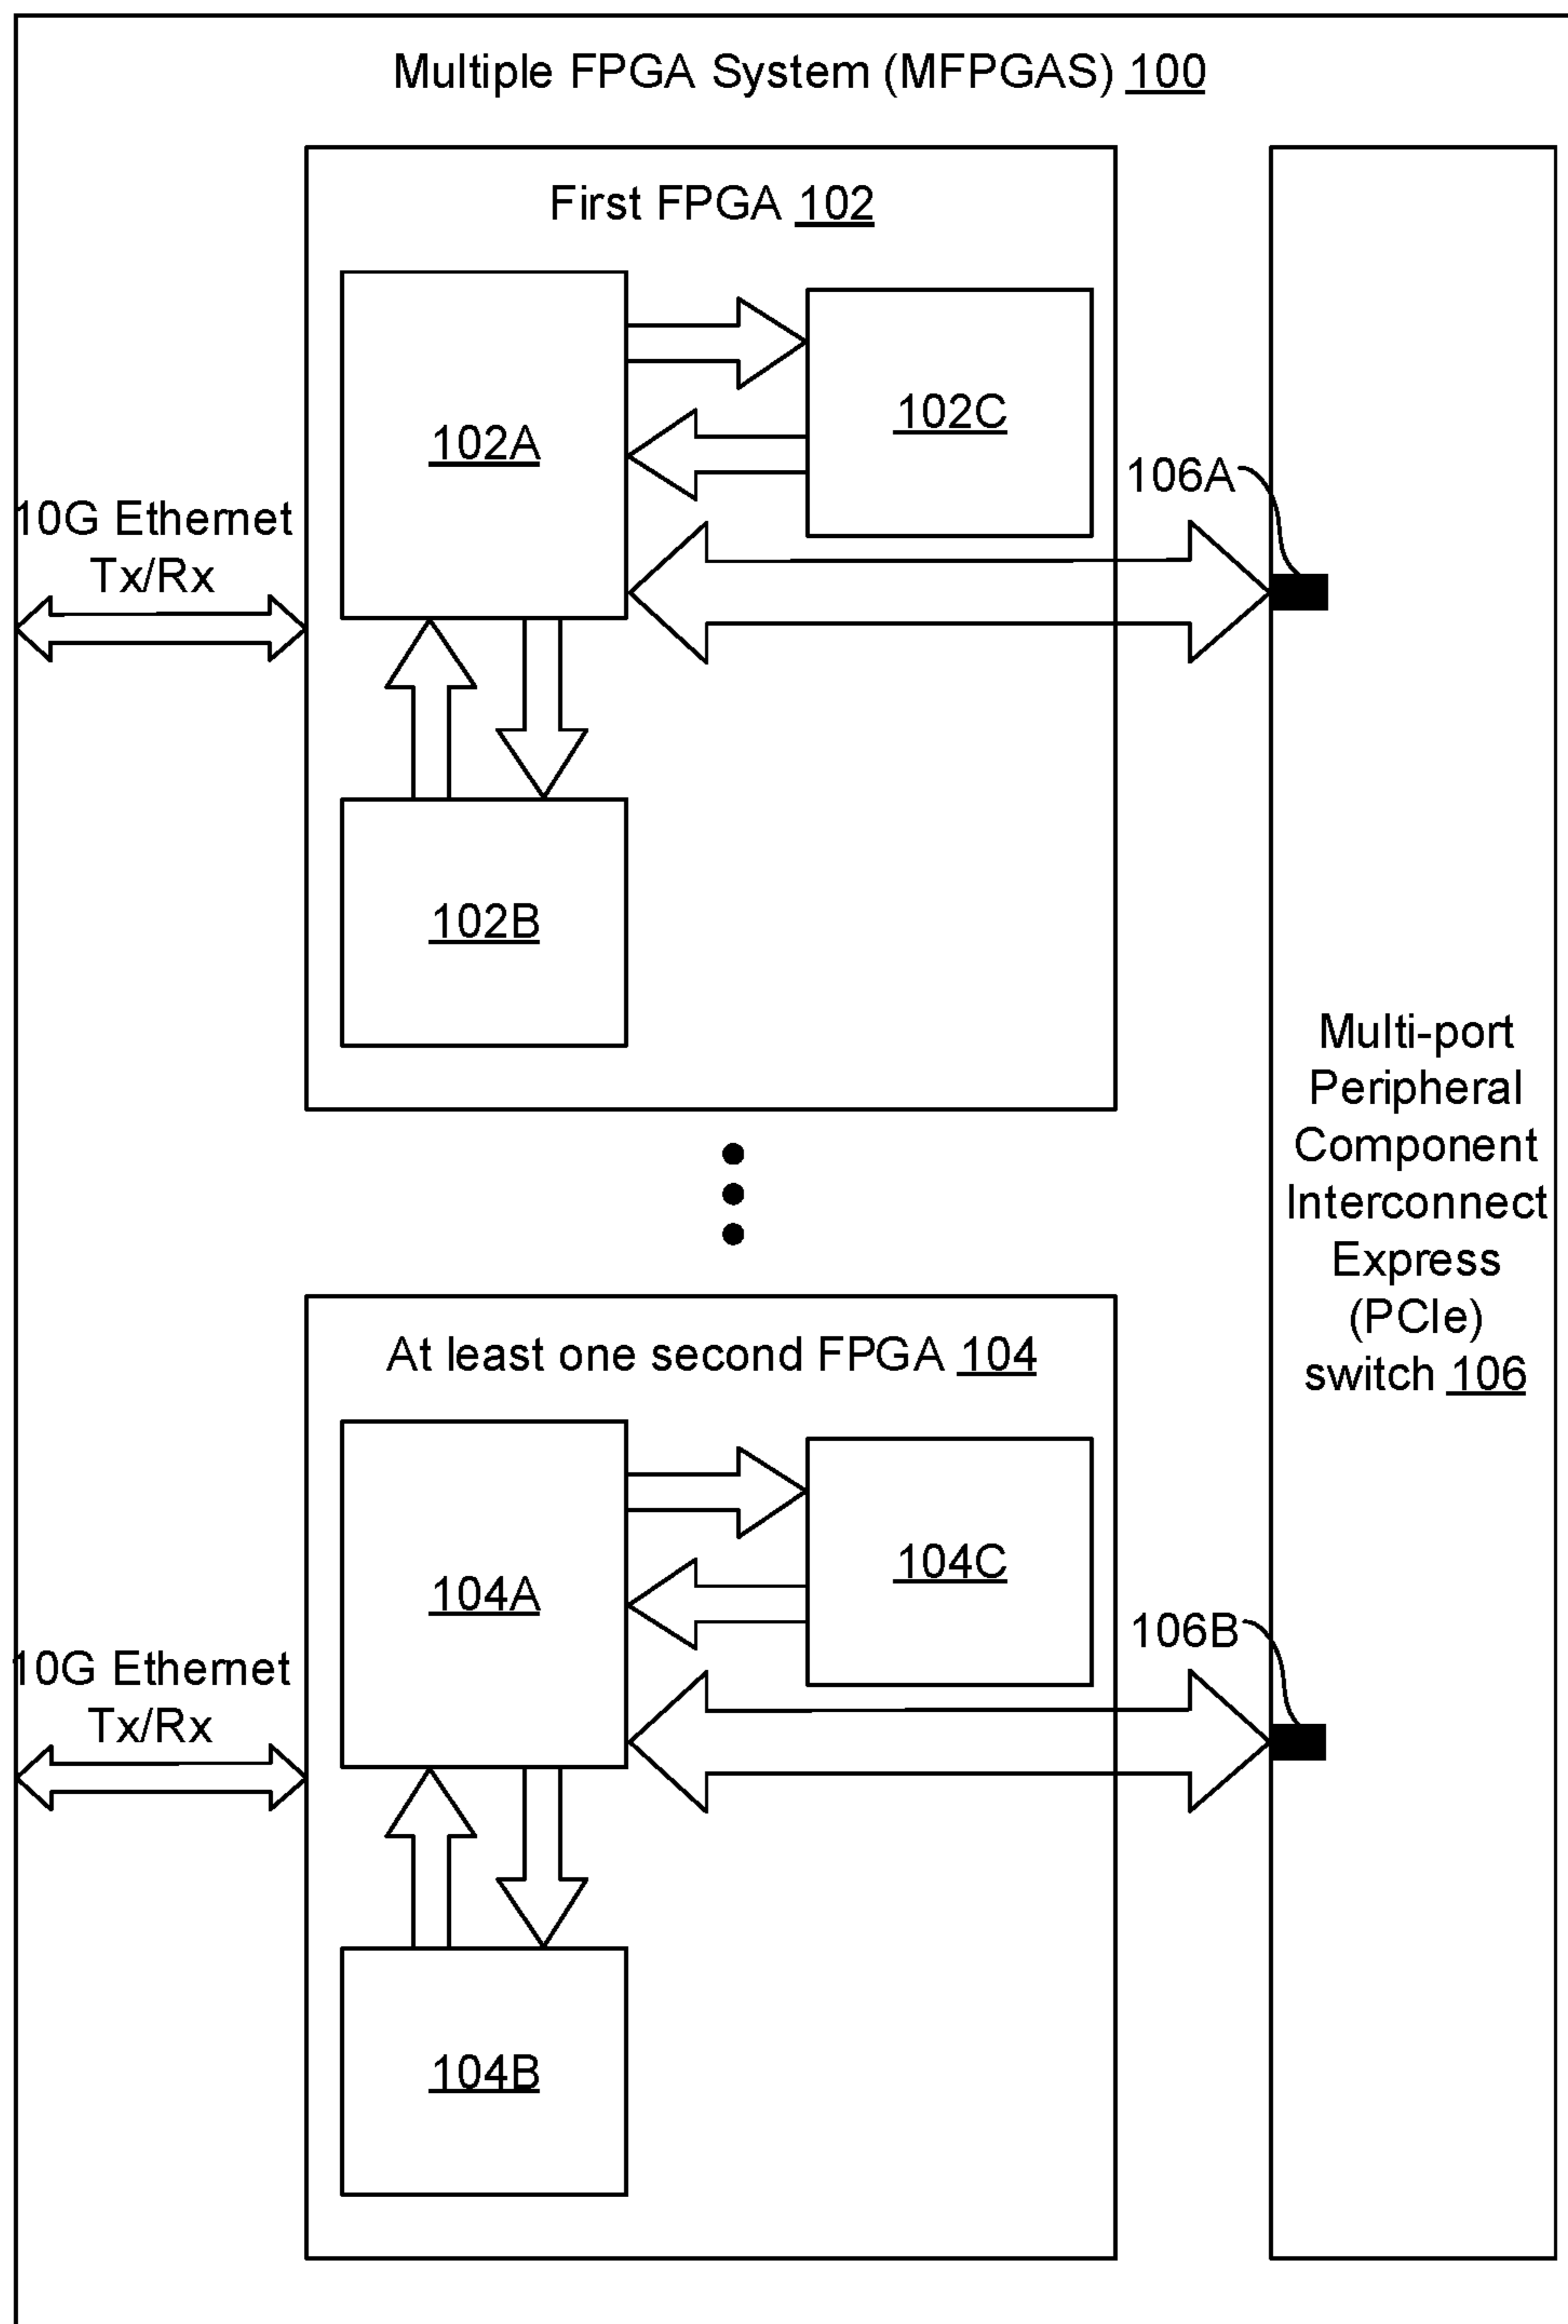 Multiple FPGA System (MFPGAS) 100
First FPGA 102
102A
102C
106A
10G Ethernet
Tx/Rx
102B
Multi-port
Peripheral
Component
Interconnect
Express
(PCIe)
switch 106
At least one second FPGA 104
104A
104C
106B
10G Ethernet
Tx/Rx
104B